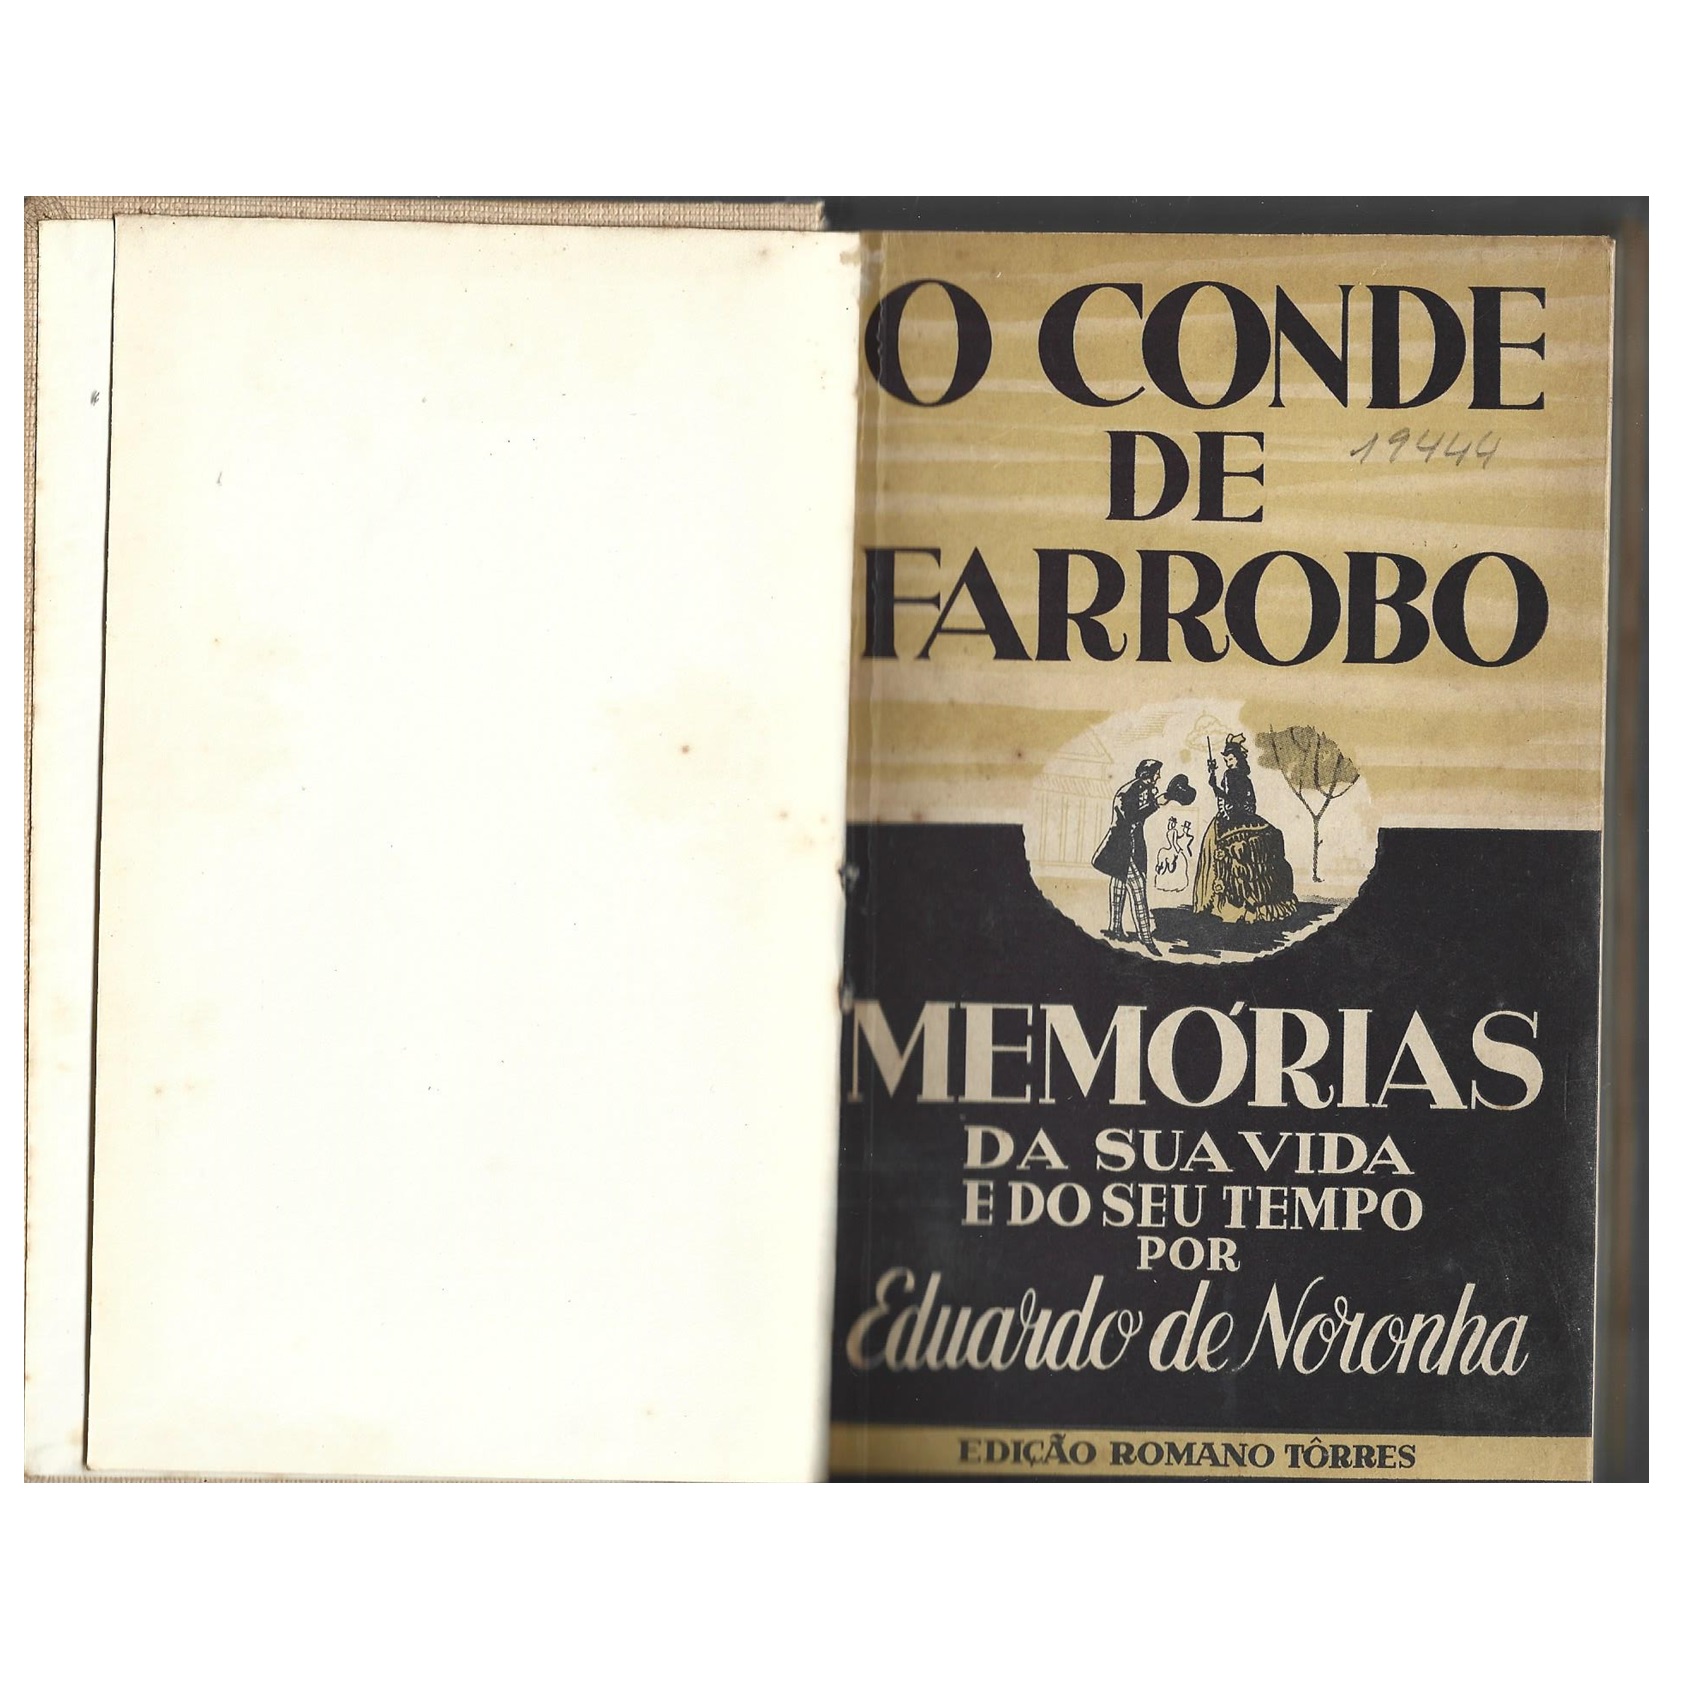 O CONDE
DE
19444
FARROBO
MEMÓRIAS
DA SUA VIDA
E DO SEU TEMPO
POR
Eduardo de Noronha
EDIÇÃO ROMANO TÔRRES